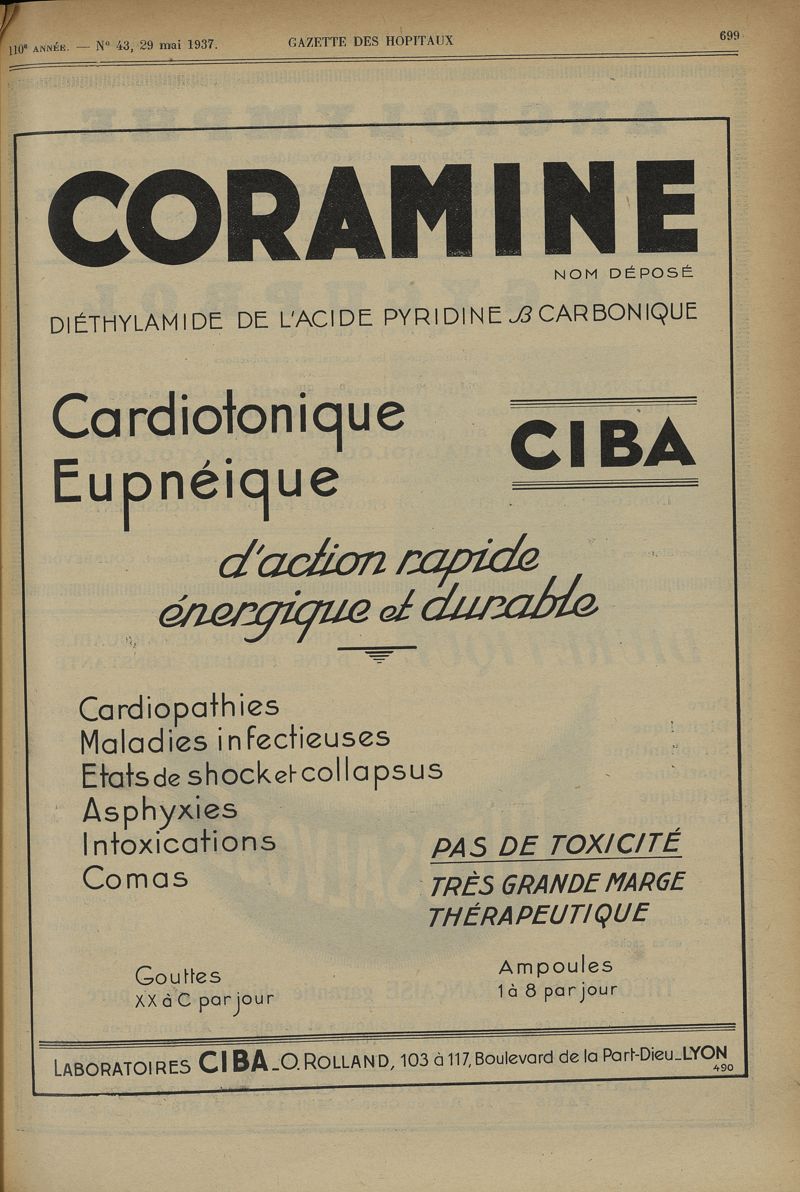 110e ANNÉE. — No 43, 29 mai 1937. GAZETTE DES HOPITAUX 699
CORAMINE
NOM DÉPOSÉ
DIÉTHYLAMIDE DE L'ACIDE PYRIDINE β CARBONIQUE
Cardiotonique
Eupnéique
CIBA
d'action rapide
énergique et durable
Cardiopathies
Maladies infectieuses
Etats de shock et collapsus
Asphyxies
Intoxications
Comas
PAS DE TOXICITÉ
TRÈS GRANDE MARGE
THÉRAPEUTIQUE
Gouttes
XX à C par jour
Ampoules
1 à 8 par jour
LABORATOIRES CIBA_O. ROLLAND, 103 à 117, Boulevard de la Part-Dieu_LYON
490